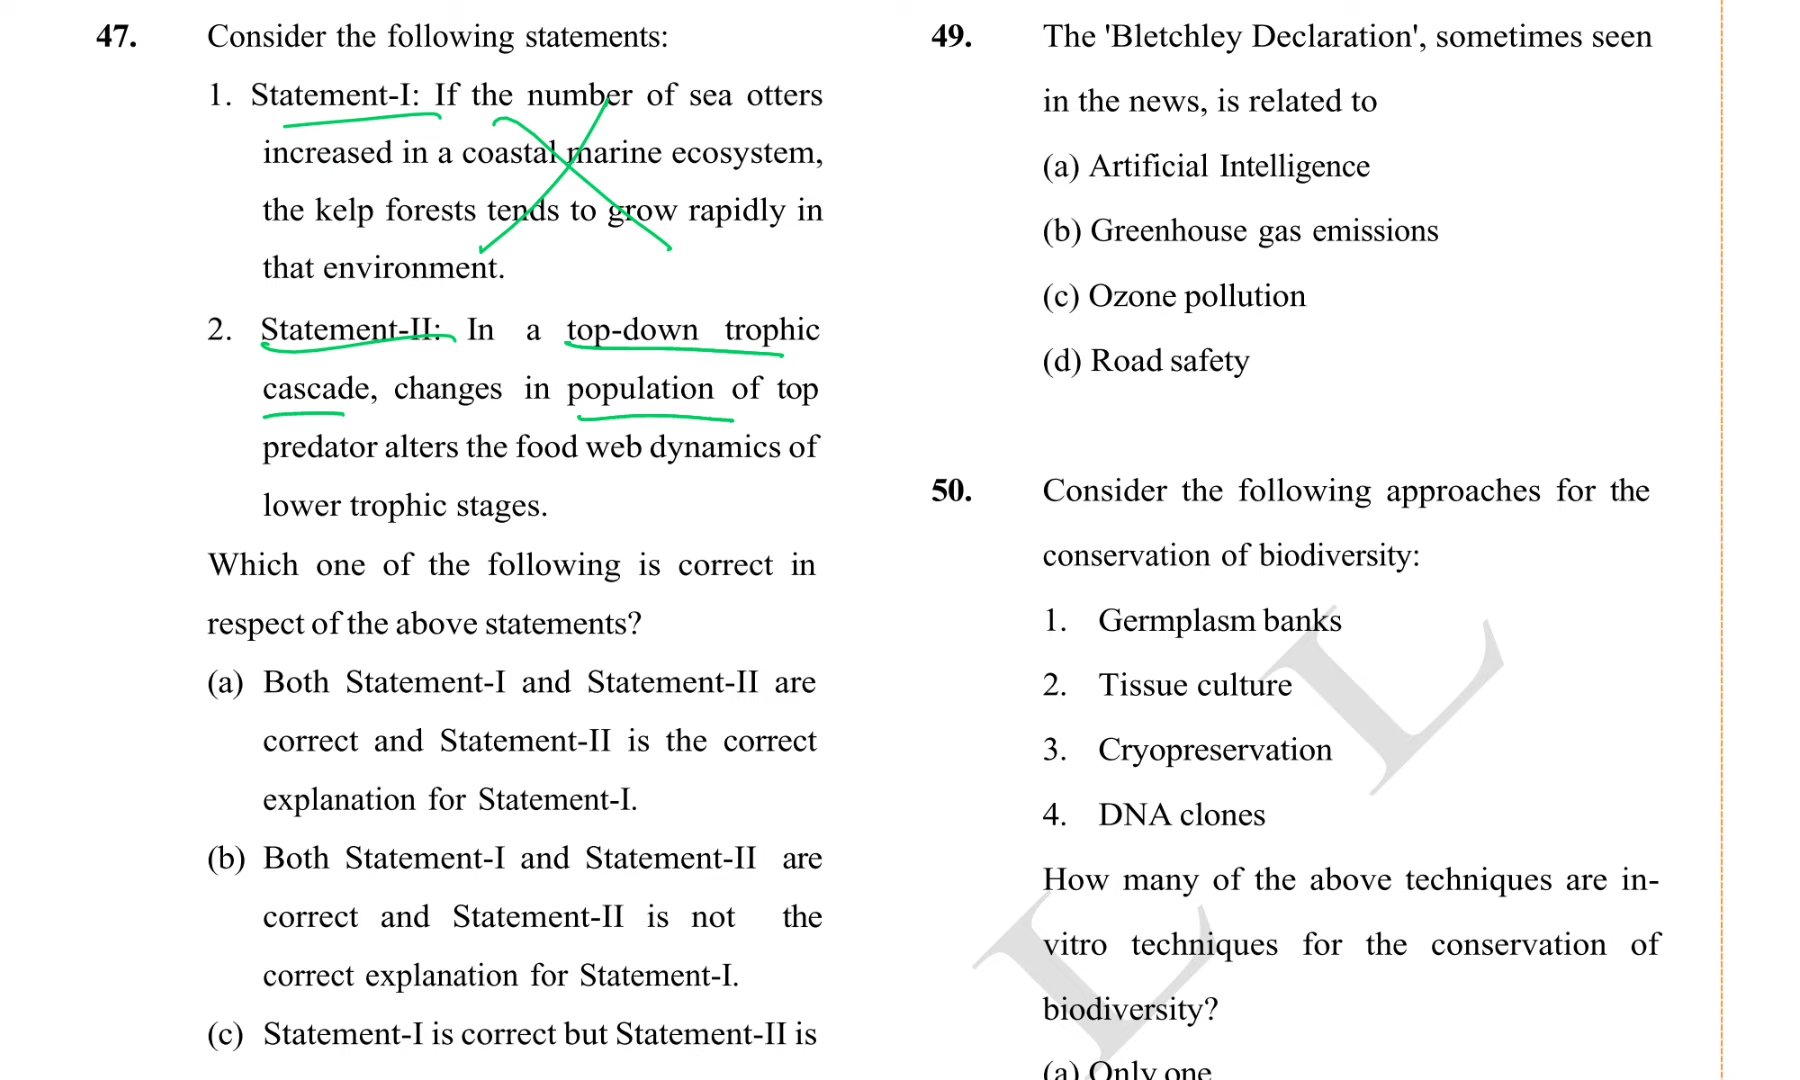 47. Consider the following statements:
1. Statement-I: If the number of sea otters
increased in a coastal marine ecosystem,
the kelp forests tends to grow rapidly in
that environment.
2. Statement-II: In a top-down trophic
cascade, changes in population of top
predator alters the food web dynamics of
lower trophic stages.
Which one of the following is correct in
respect of the above statements?
(a) Both Statement-I and Statement-II are
correct and Statement-II is the correct
explanation for Statement-I.
(b) Both Statement-I and Statement-II are
correct and Statement-II is not the
correct explanation for Statement-I.
(c) Statement-I is correct but Statement-II is
49. The 'Bletchley Declaration', sometimes seen
in the news, is related to
(a) Artificial Intelligence
(b) Greenhouse gas emissions
(c) Ozone pollution
(d) Road safety
50. Consider the following approaches for the
conservation of biodiversity:
1. Germplasm banks
2. Tissue culture
3. Cryopreservation
4. DNA clones
How many of the above techniques are in-
vitro techniques for the conservation of
biodiversity?
(a) Only one